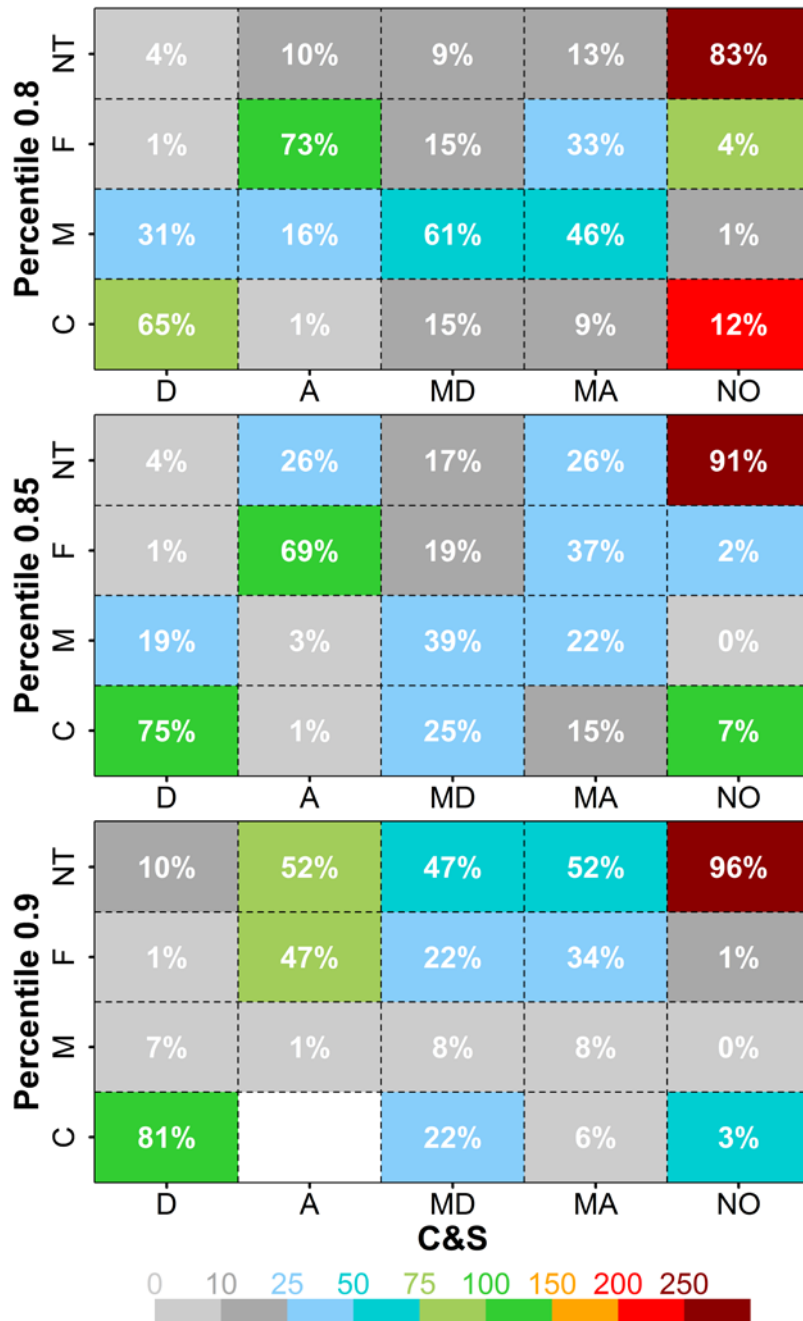 Percentile 0.8
NT 4% 10% 9% 13% 83%
F 1% 73% 15% 33% 4%
M 31% 16% 61% 46% 1%
C 65% 1% 15% 9% 12%
D A MD MA NO
Percentile 0.85
NT 4% 26% 17% 26% 91%
F 1% 69% 19% 37% 2%
M 19% 3% 39% 22% 0%
C 75% 1% 25% 15% 7%
D A MD MA NO
Percentile 0.9
NT 10% 52% 47% 52% 96%
F 1% 47% 22% 34% 1%
M 7% 1% 8% 8% 0%
C 81% 22% 6% 3%
D A MD MA NO
C&S
0 10 25 50 75 100 150 200 250